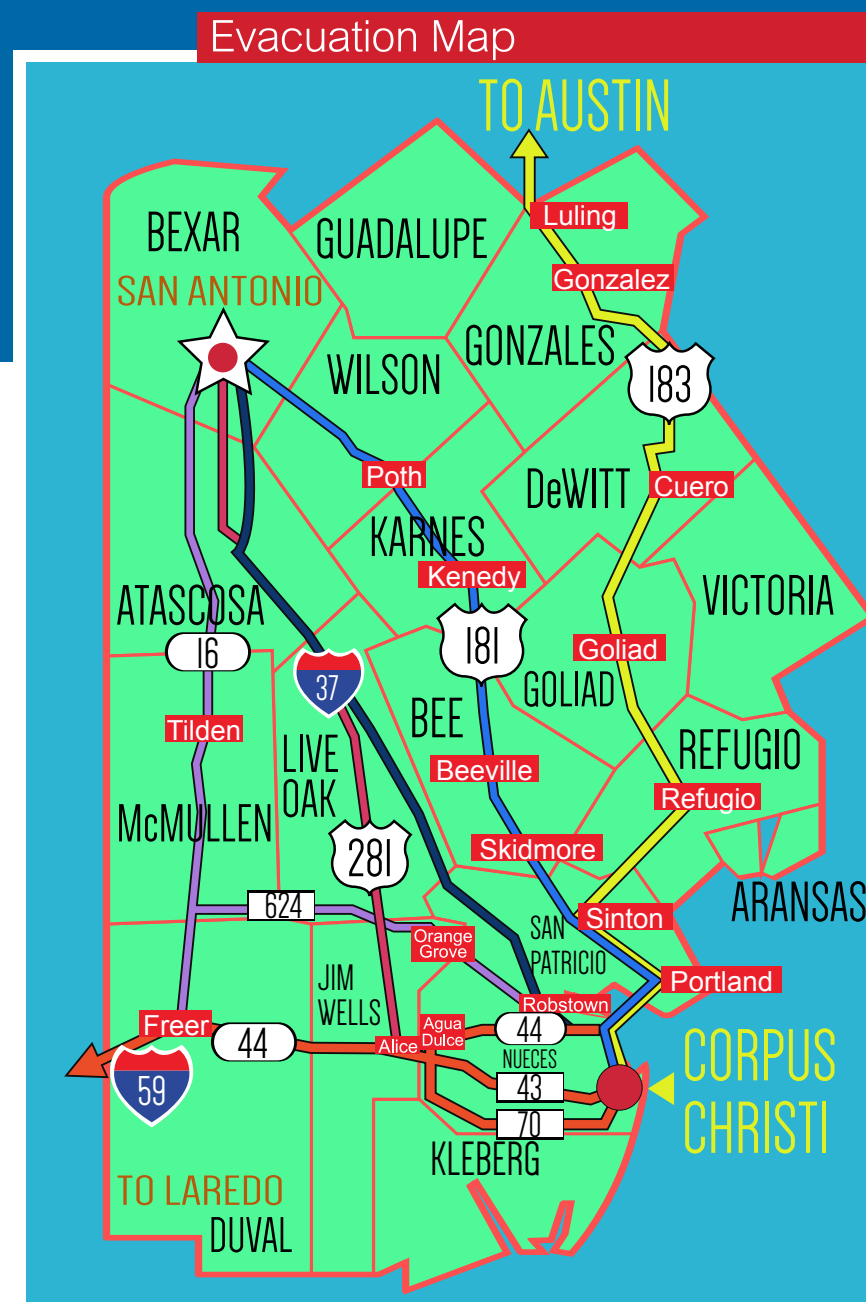 Evacuation Map
TO AUSTIN
Luling
BEXAR
GUADALUPE
Gonzalez
SAN ANTONIO
GONZALES
WILSON
183
Poth
DeWITT
Cuero
KARNES
Kenedy
ATASCOSA
VICTORIA
16
181
Goliad
37
GOLIAD
Tilden
BEE
LIVE
OAK
REFUGIO
Beeville
Refugio
McMULLEN
281
Skidmore
624
ARANSAS
Sinton
Orange
Grove
SAN
PATRICIO
JIM
WELLS
Portland
Robstown
Freer
44
Alice
Agua
Dulce
44
NUECES
CORPUS
CHRISTI
59
43
70
KLEBERG
TO LAREDO
DUVAL